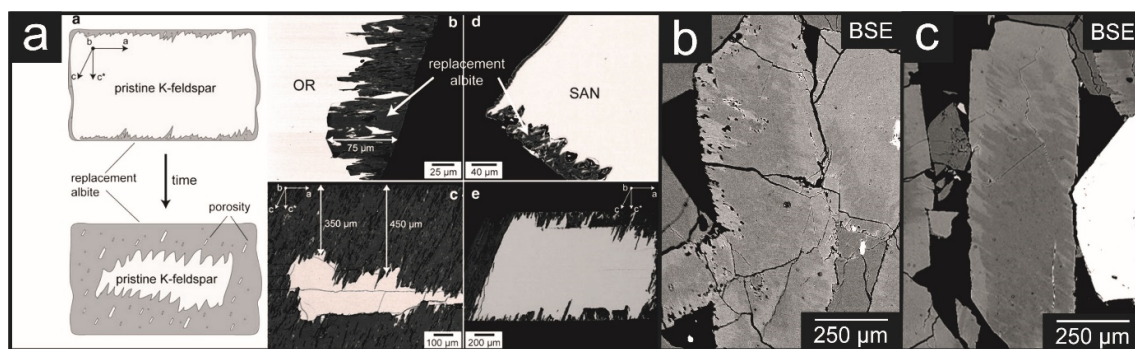 a
a
b
a
c
c*
pristine K-feldspar
replacement
albite
time
porosity
pristine K-feldspar
b
OR
replacement
albite
75 µm
25 µm
d
SAN
40 µm
c
b
a
c
c*
350 µm
450 µm
100 µm
e
b
a
c
c*
200 µm
b
BSE
250 µm
c
BSE
250 µm